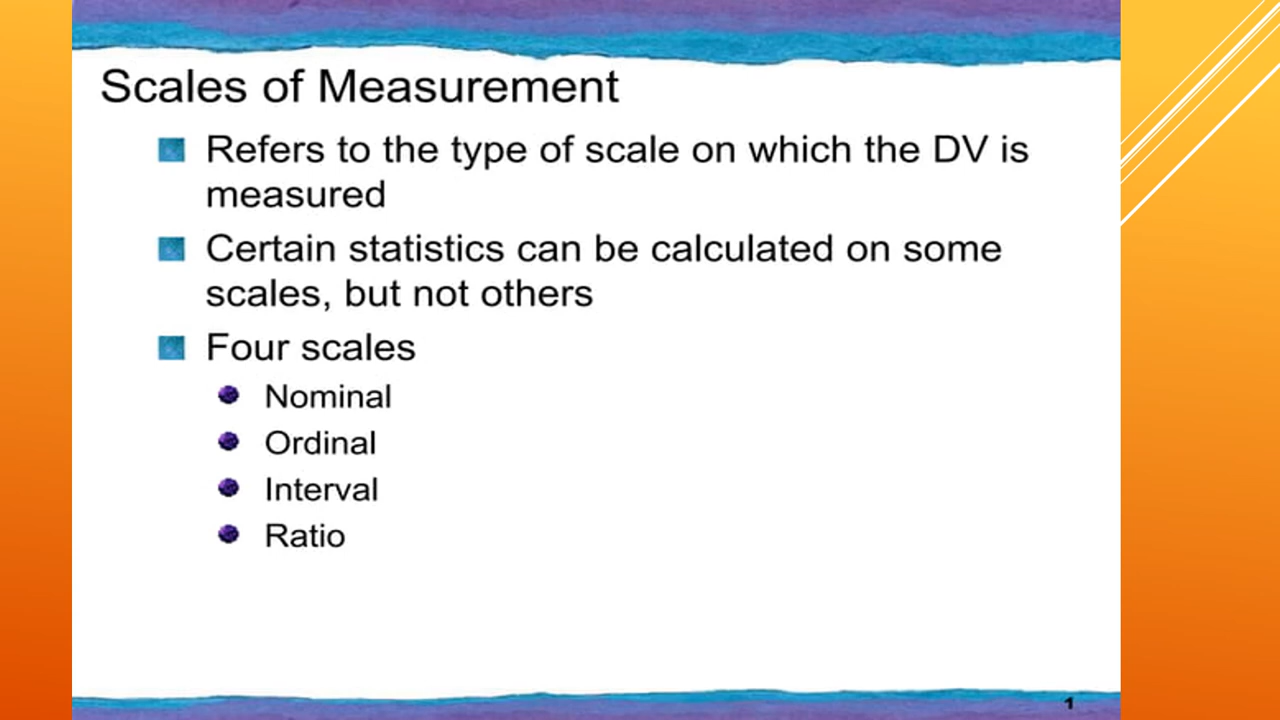 Scales of Measurement
Refers to the type of scale on which the DV is
measured
Certain statistics can be calculated on some
scales, but not others
Four scales
Nominal
Ordinal
Interval
Ratio
1